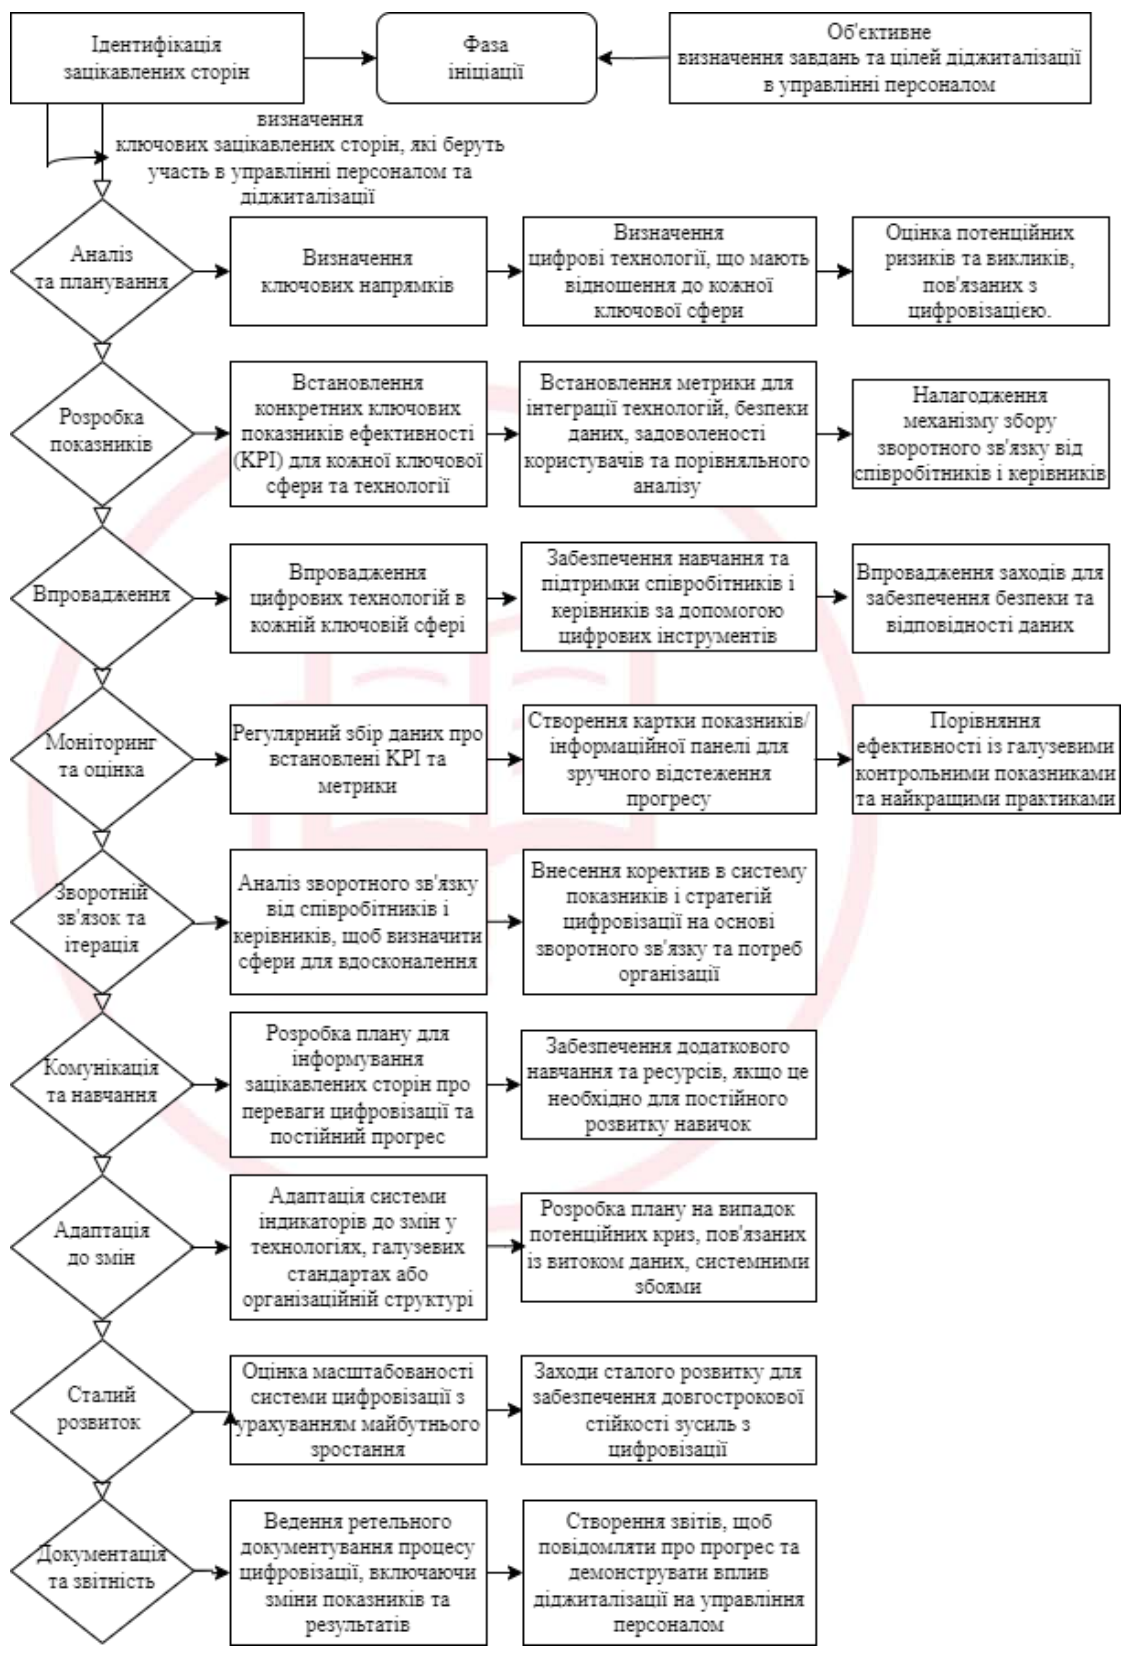 Ідентифікація
зацікавлених сторін
Фаза
ініціації
Об'єктивне
визначення завдань та цілей діджиталізації
в управлінні персоналом
визначення
ключових зацікавлених сторін, які беруть
участь в управлінні персоналом та
діджиталізації
Аналіз
та планування
Визначення
ключових напрямків
Визначення
цифрові технології, що мають
відношення до кожної
ключової сфери
Оцінка потенційних
ризиків та викликів,
пов'язаних з
цифровізацією.
Розробка
показників
Встановлення
конкретних ключових
показників ефективності
(KPI) для кожної ключової
сфери та технології
Встановлення метрики для
інтеграції технологій, безпеки
даних, задоволеності
користувачів та порівняльного
аналізу
Налагодження
механізму збору
зворотного зв'язку від
співробітників і керівників
Впровадження
Впровадження
цифрових технологій в
кожній ключовій сфері
Забезпечення навчання та
підтримки співробітників і
керівників за допомогою
цифрових інструментів
Впровадження заходів для
забезпечення безпеки та
відповідності даних
Моніторинг
та оцінка
Регулярний збір даних про
встановлені KPI та
метрики
Створення картки показників/
інформаційної панелі для
зручного відстеження
прогресу
Порівняння
ефективності із галузевими
контрольними показниками
та найкращими практиками
Зворотній
зв'язок та
ітерація
Аналіз зворотного зв'язку
від співробітників і
керівників, щоб визначити
сфери для вдосконалення
Внесення коректив в систему
показників і стратегій
цифровізації на основі
зворотного зв'язку та потреб
організації
Комунікація
та навчання
Розробка плану для
інформування
зацікавлених сторін про
переваги цифровізації та
постійний прогрес
Забезпечення додаткового
навчання та ресурсів, якщо це
необхідно для постійного
розвитку навичок
Адаптація
до змін
Адаптація системи
індикаторів до змін у
технологіях, галузевих
стандартах або
організаційній структурі
Розробка плану на випадок
потенційних криз, пов'язаних
із витоком даних, системними
збоями
Сталий
розвиток
Оцінка масштабованості
системи цифровізації з
урахуванням майбутнього
зростання
Заходи сталого розвитку для
забезпечення довгострокової
стійкості зусиль з
цифровізації
Документація
та звітність
Ведення ретельного
документування процесу
цифровізації, включаючи
зміни показників та
результатів
Створення звітів, щоб
повідомляти про прогрес та
демонструвати вплив
діджиталізації на управління
персоналом